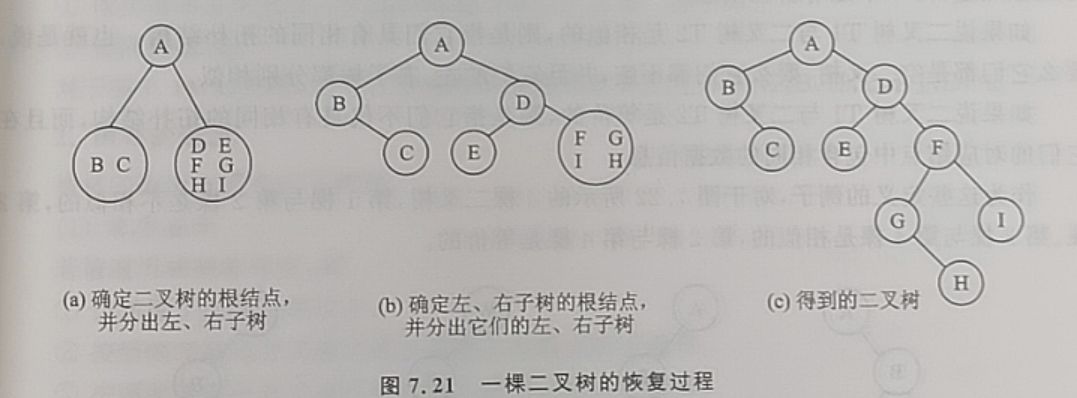 A
B C
D E
F G
H I
(a) 确定二叉树的根结点，
并分出左、右子树
A
B
D
C
E
F G
I H
(b) 确定左、右子树的根结点，
并分出它们的左、右子树
A
B
D
C
E
F
G
I
H
(c) 得到的二叉树
图 7.21 一棵二叉树的恢复过程